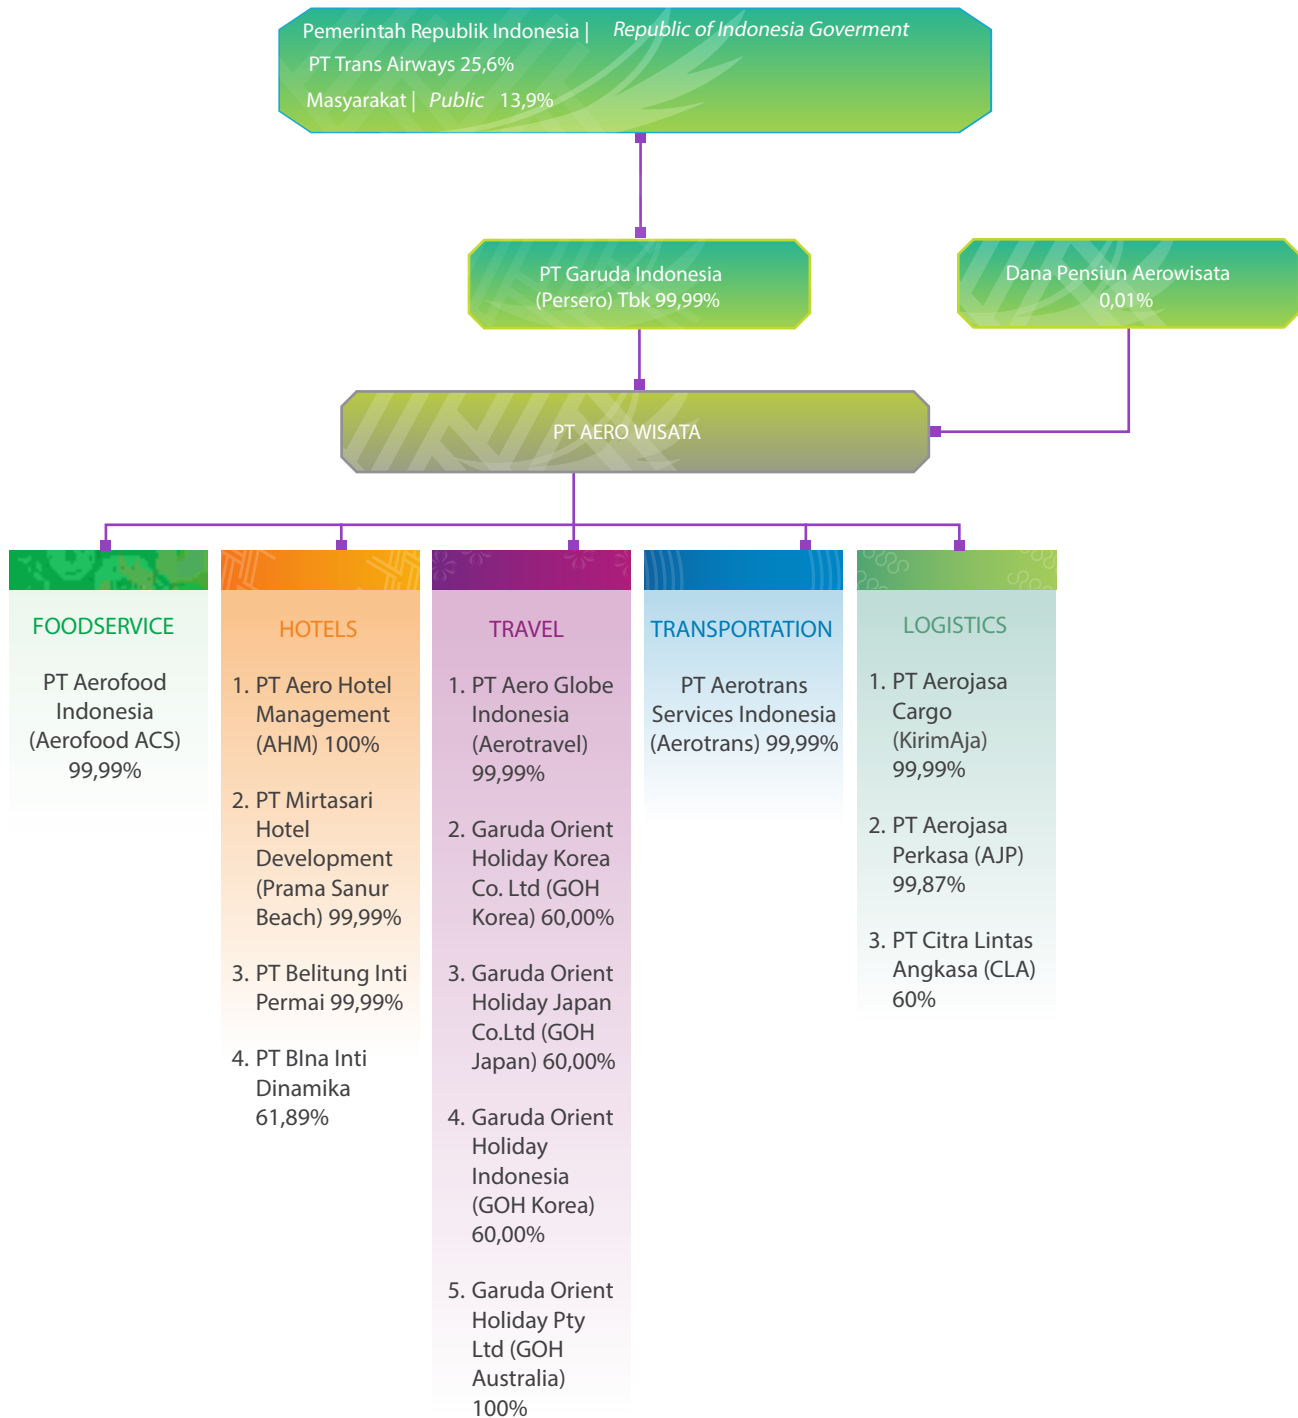 Pemerintah Republik Indonesia | Republic of Indonesia Goverment
PT Trans Airways 25,6%
Masyarakat | Public 13,9%
PT Garuda Indonesia
(Persero) Tbk 99,99%
Dana Pensiun Aerowisata
0,01%
PT AERO WISATA
FOODSERVICE
PT Aerofood
Indonesia
(Aerofood ACS)
99,99%
HOTELS
1. PT Aero Hotel
Management
(AHM) 100%
2. PT Mirtasari
Hotel
Development
(Prama Sanur
Beach) 99,99%
3. PT Belitung Inti
Permai 99,99%
4. PT BIna Inti
Dinamika
61,89%
TRAVEL
1. PT Aero Globe
Indonesia
(Aerotravel)
99,99%
2. Garuda Orient
Holiday Korea
Co. Ltd (GOH
Korea) 60,00%
3. Garuda Orient
Holiday Japan
Co.Ltd (GOH
Japan) 60,00%
4. Garuda Orient
Holiday
Indonesia
(GOH Korea)
60,00%
5. Garuda Orient
Holiday Pty
Ltd (GOH
Australia)
100%
TRANSPORTATION
PT Aerotrans
Services Indonesia
(Aerotrans) 99,99%
LOGISTICS
1. PT Aerojasa
Cargo
(KirimAja)
99,99%
2. PT Aerojasa
Perkasa (AJP)
99,87%
3. PT Citra Lintas
Angkasa (CLA)
60%